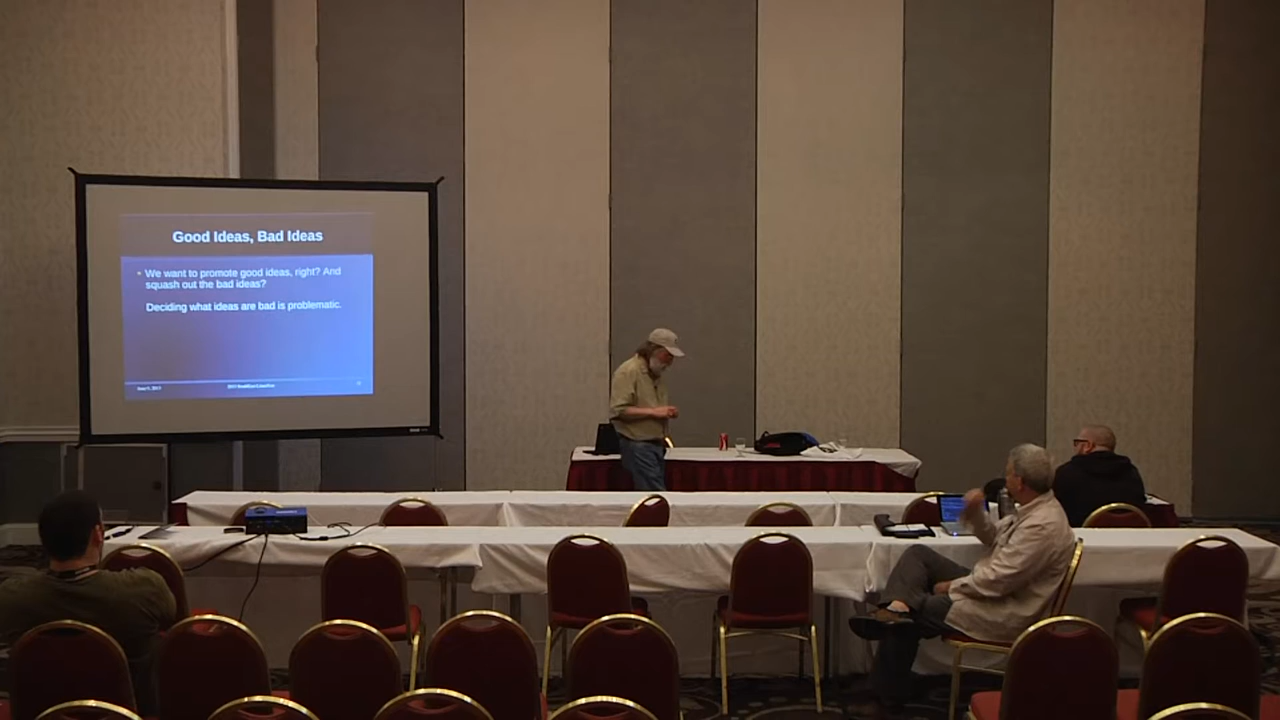 Good Ideas, Bad Ideas
• We want to promote good ideas, right? And
squash out the bad ideas?
Deciding what ideas are bad is problematic.